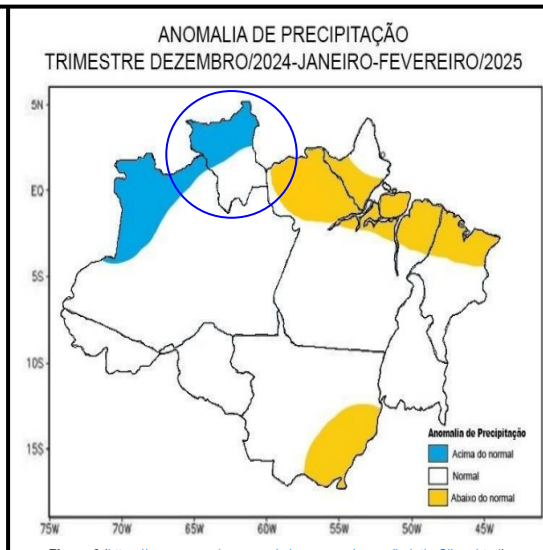 ANOMALIA DE PRECIPITAÇÃO
TRIMESTRE DEZEMBRO/2024-JANEIRO-FEVEREIRO/2025
5N
EQ
5S
10S
15S
75W 70W 65W 60W 55W 50W 45W
Anomalia de Precipitação
Acima do normal
Normal
Abaixo do normal